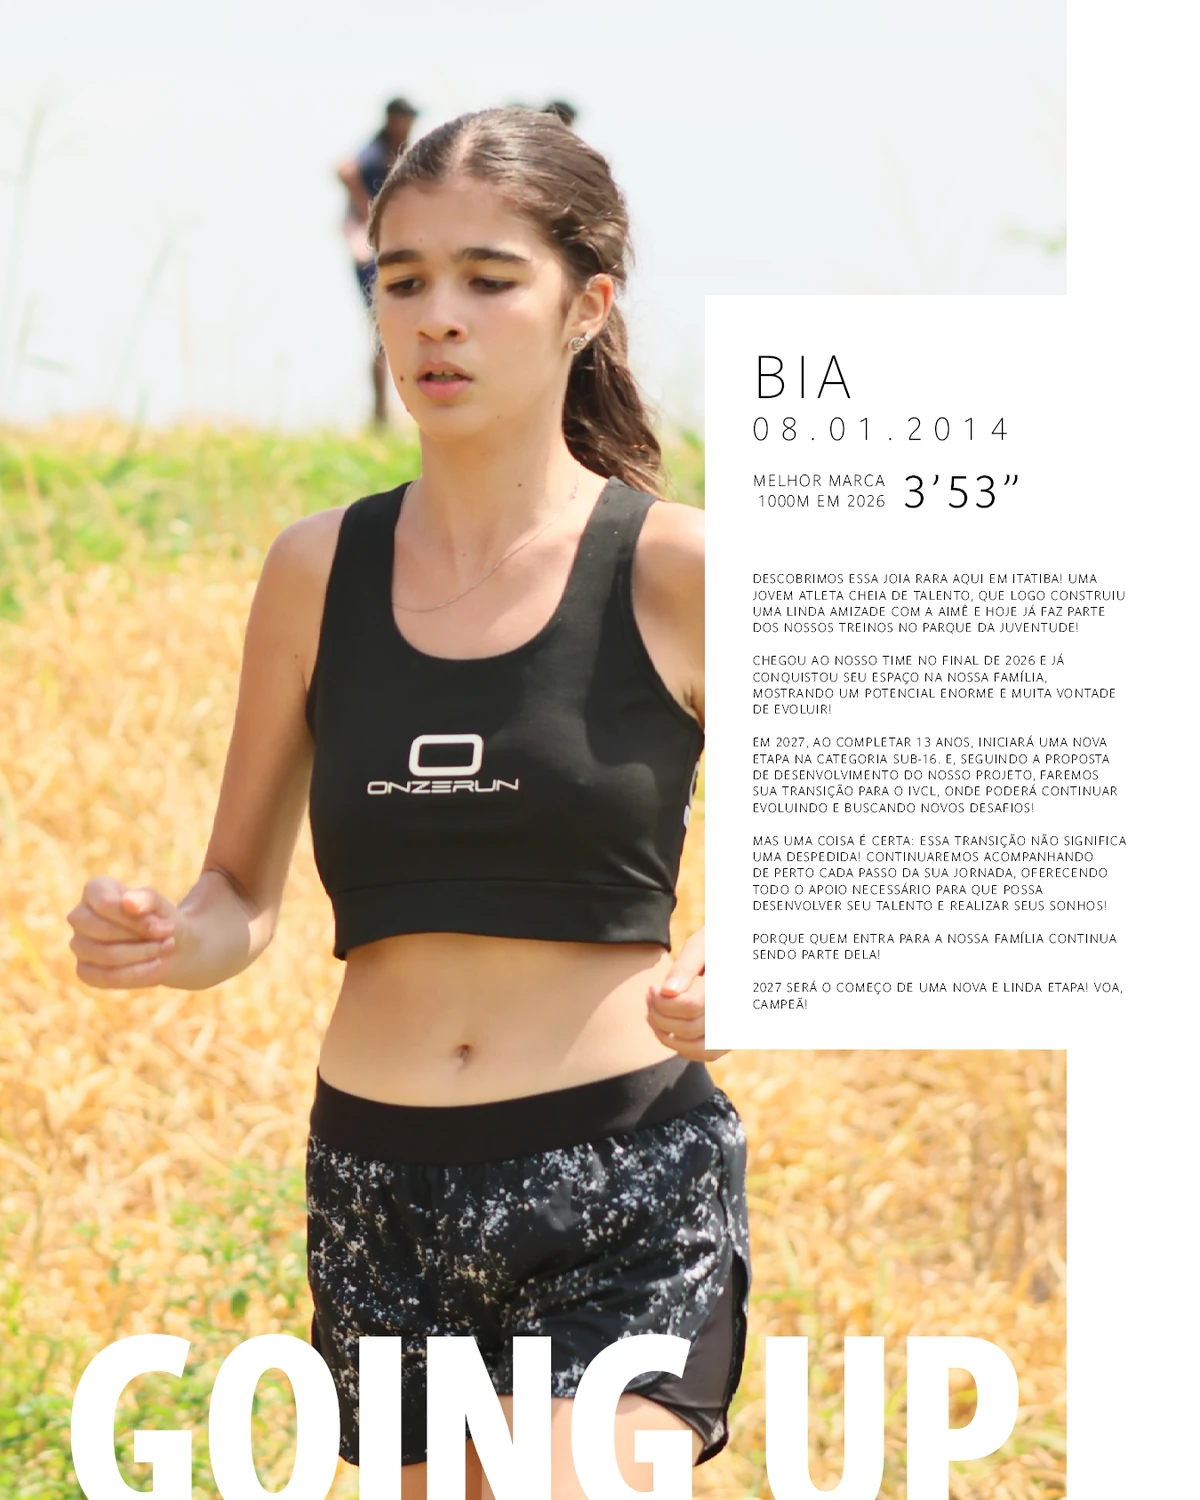 ONZERUN
BIA
08.01.2014
MELHOR MARCA
1000M EM 2026
3’53”
DESCOBRIMOS ESSA JOIA RARA AQUI EM ITATIBA! UMA
JOVEM ATLETA CHEIA DE TALENTO, QUE LOGO CONSTRUIU
UMA LINDA AMIZADE COM A AIMÊ E HOJE JÁ FAZ PARTE
DOS NOSSOS TREINOS NO PARQUE DA JUVENTUDE!
CHEGOU AO NOSSO TIME NO FINAL DE 2026 E JÁ
CONQUISTOU SEU ESPAÇO NA NOSSA FAMÍLIA,
MOSTRANDO UM POTENCIAL ENORME E MUITA VONTADE
DE EVOLUIR!
EM 2027, AO COMPLETAR 13 ANOS, INICIARÁ UMA NOVA
ETAPA NA CATEGORIA SUB-16. E, SEGUINDO A PROPOSTA
DE DESENVOLVIMENTO DO NOSSO PROJETO, FAREMOS
SUA TRANSIÇÃO PARA O IVCL, ONDE PODERÁ CONTINUAR
EVOLUINDO E BUSCANDO NOVOS DESAFIOS!
MAS UMA COISA É CERTA: ESSA TRANSIÇÃO NÃO SIGNIFICA
UMA DESPEDIDA! CONTINUAREMOS ACOMPANHANDO
DE PERTO CADA PASSO DA SUA JORNADA, OFERECENDO
TODO O APOIO NECESSÁRIO PARA QUE POSSA
DESENVOLVER SEU TALENTO E REALIZAR SEUS SONHOS!
PORQUE QUEM ENTRA PARA A NOSSA FAMÍLIA CONTINUA
SENDO PARTE DELA!
2027 SERÁ O COMEÇO DE UMA NOVA E LINDA ETAPA! VOA,
CAMPEÃ!
GOING UP